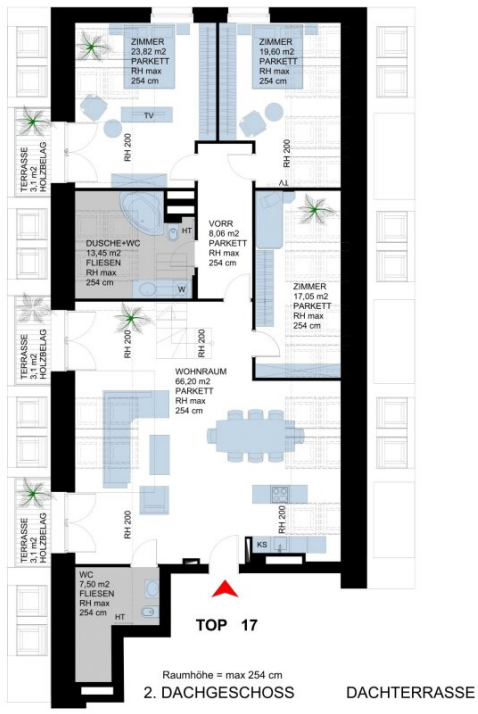 ZIMMER
23,82 m2
PARKETT
RH max
254 cm
ZIMMER
19,60 m2
PARKETT
RH max
254 cm
TV
RH 200
RH 200
TV
TERRASSE
3,1 m2
HOLZBELAG
VORR
8,06 m2
PARKETT
RH max
254 cm
HT
DUSCHE+WC
13,45 m2
FLIESEN
RH max
254 cm
W
ZIMMER
17,05 m2
PARKETT
RH max
254 cm
TERRASSE
3,1 m2
HOLZBELAG
RH 200
RH 200
WOHNRAUM
66,20 m2
PARKETT
RH max
254 cm
TERRASSE
3,1 m2
HOLZBELAG
RH 200
RH 200
KS
WC
7,50 m2
FLIESEN
RH max
254 cm
HT
TOP 17
Raumhöhe = max 254 cm
2. DACHGESCHOSS
DACHTERRASSE